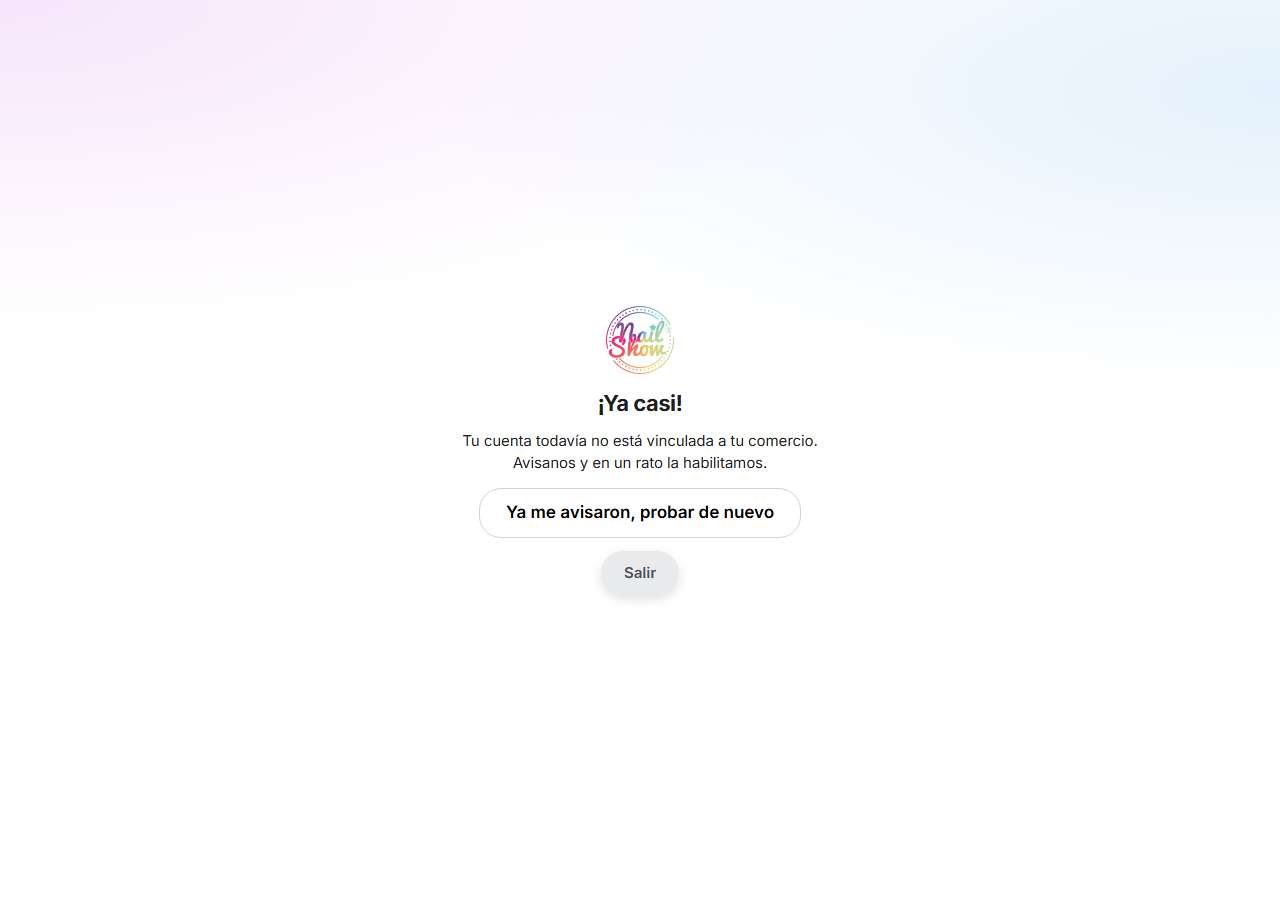 Nail
Show
¡Ya casi!
Tu cuenta todavía no está vinculada a tu comercio.
Avisanos y en un rato la habilitamos.
Ya me avisaron, probar de nuevo
Salir